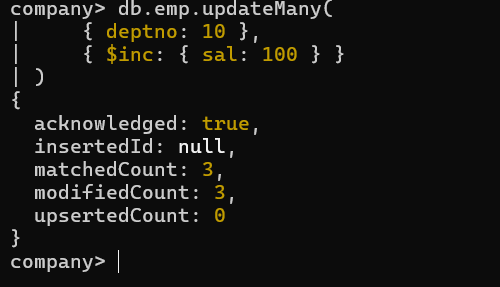 company> db.emp.updateMany(
|     { deptno: 10 },
|     { $inc: { sal: 100 } }
| )
{
  acknowledged: true,
  insertedId: null,
  matchedCount: 3,
  modifiedCount: 3,
  upsertedCount: 0
}
company>